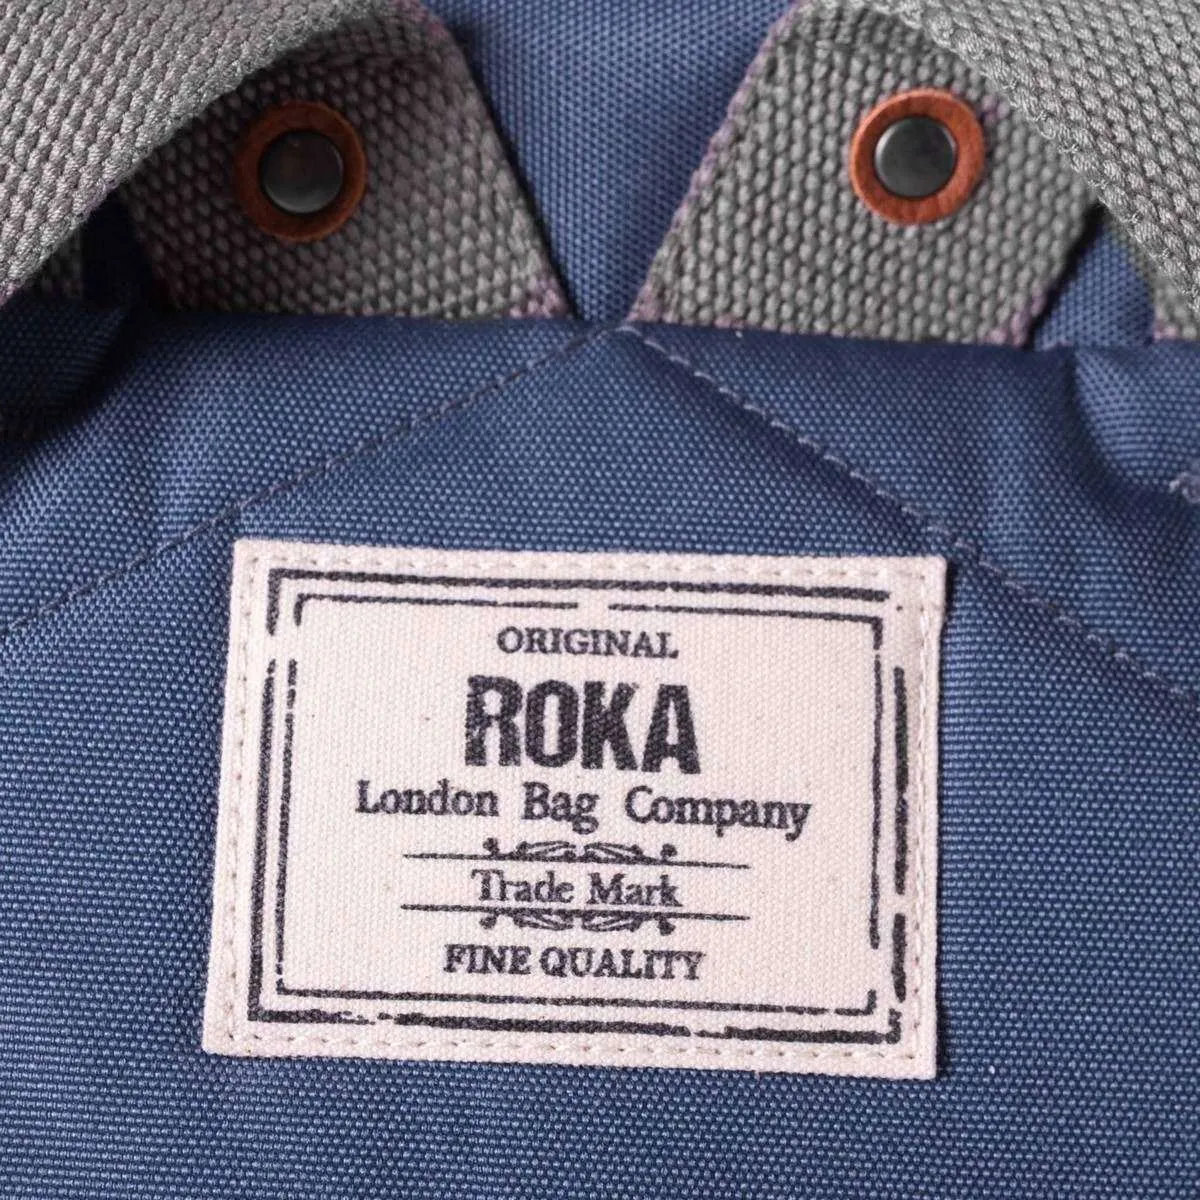 ORIGINAL
ROKA
London Bag Company
Trade Mark
FINE QUALITY